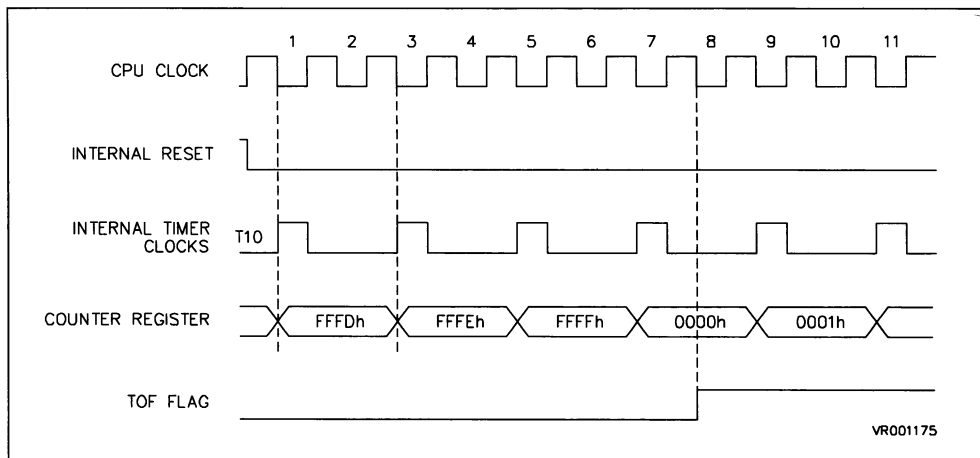 1 2 3 4 5 6 7 8 9 10 11
CPU CLOCK
INTERNAL RESET
INTERNAL TIMER
CLOCKS
T10
COUNTER REGISTER
FFFDh FFFEh FFFFh 0000h 0001h
TOF FLAG
VR001175